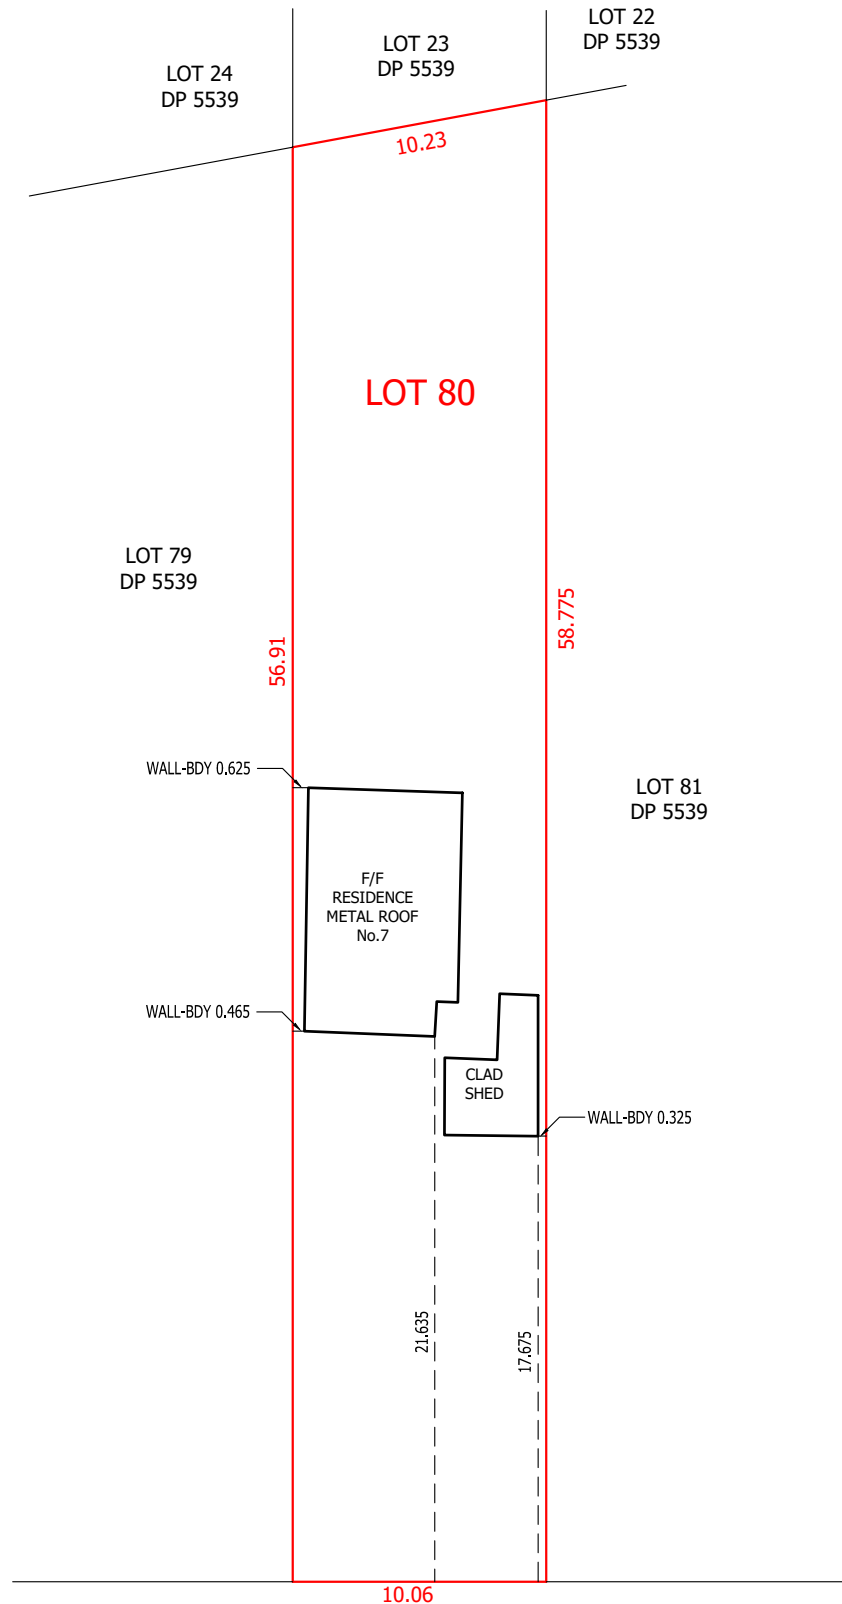 LOT 22
DP 5539
LOT 23
DP 5539
LOT 24
DP 5539
10.23
LOT 80
LOT 79
DP 5539
58.775
56.91
WALL-BDY 0.625
LOT 81
DP 5539
F/F
RESIDENCE
METAL ROOF
No.7
WALL-BDY 0.465
CLAD
SHED
WALL-BDY 0.325
21.635
17.675
10.06